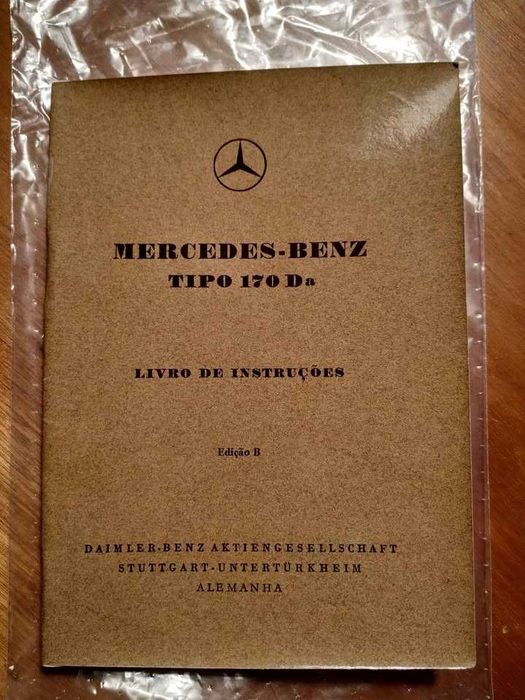 MERCEDES-BENZ
TIPO 170 Da
LIVRO DE INSTRUÇÕES
Edição B
DAIMLER-BENZ AKTIENGESELLSCHAFT
STUTTGART-UNTERTÜRKHEIM
ALEMANHA